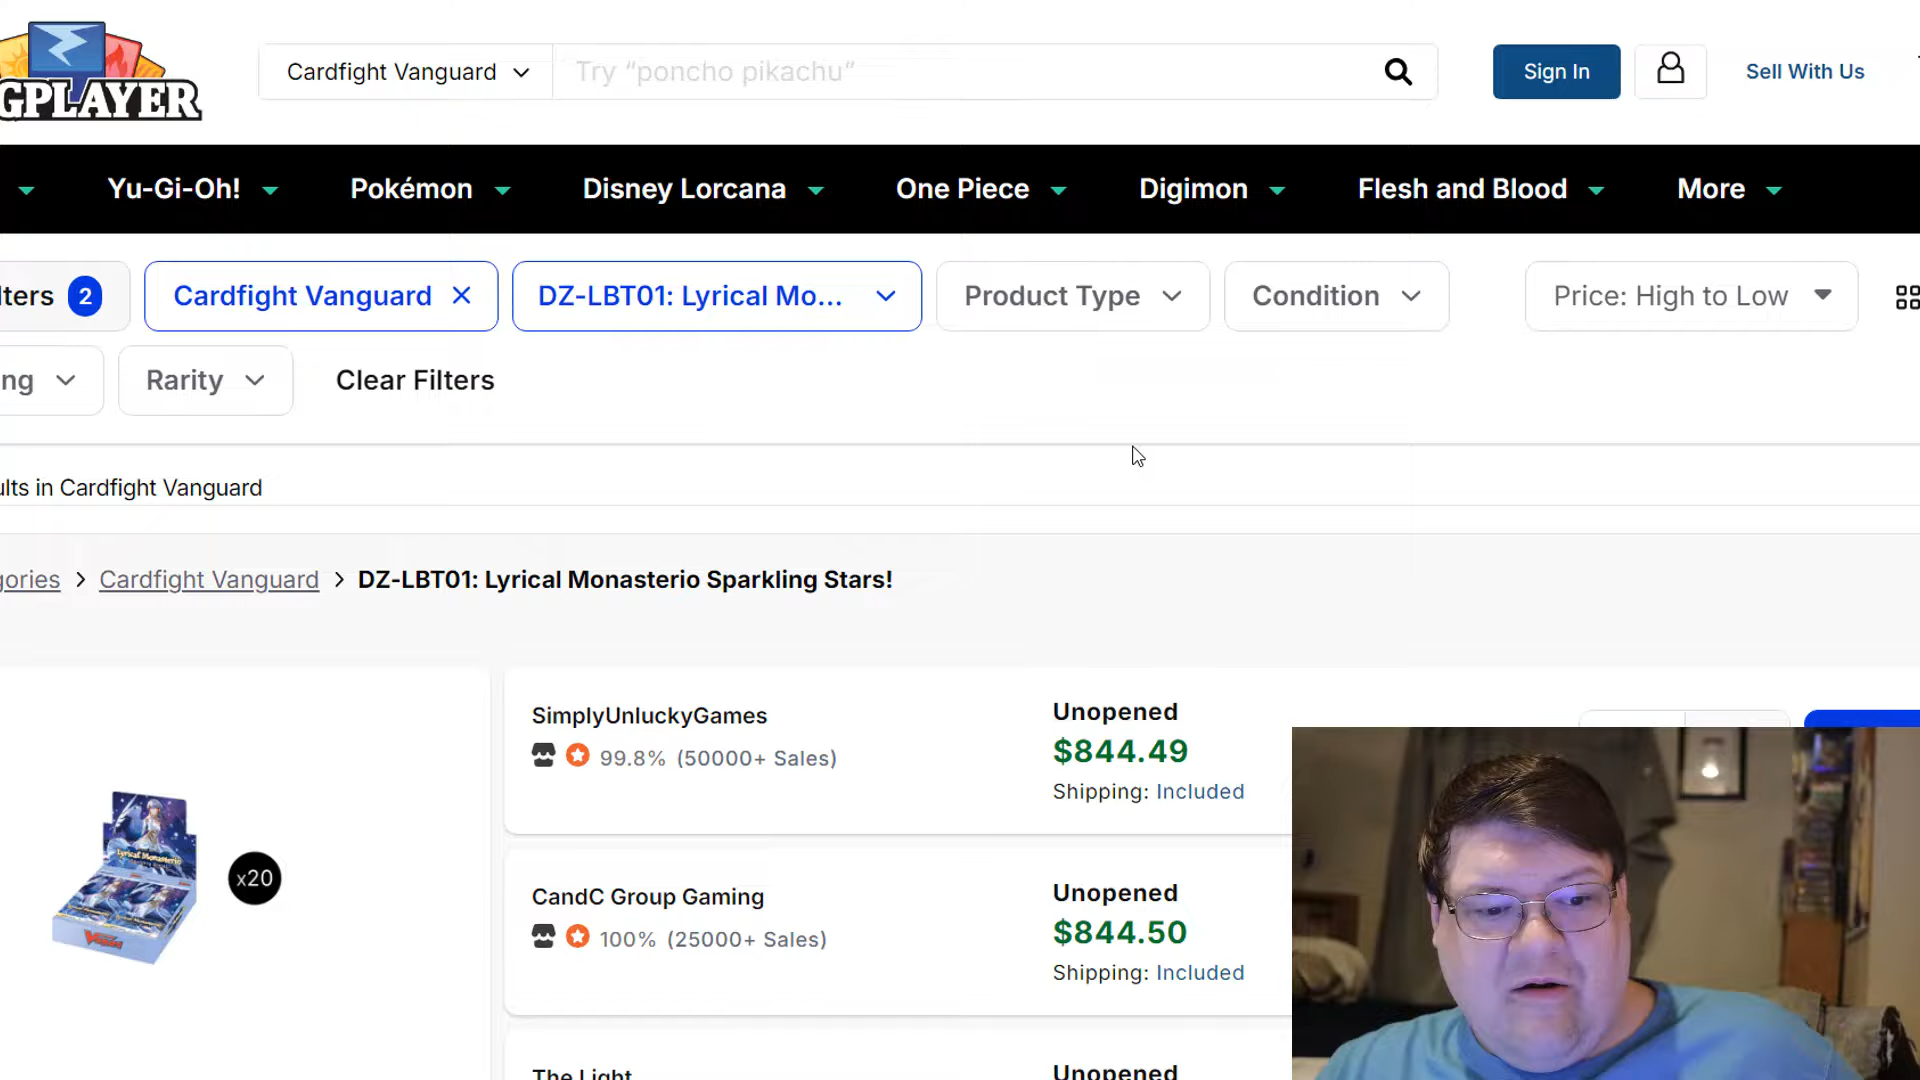 GPLAYER
Cardfight Vanguard
Try “poncho pikachu”
Sign In
Sell With Us
Yu-Gi-Oh!
Pokémon
Disney Lorcana
One Piece
Digimon
Flesh and Blood
More
lters 2
Cardfight Vanguard
DZ-LBT01: Lyrical Mo...
Product Type
Condition
Price: High to Low
ng
Rarity
Clear Filters
ults in Cardfight Vanguard
gories > Cardfight Vanguard > DZ-LBT01: Lyrical Monasterio Sparkling Stars!
SimplyUnluckyGames
99.8% (50000+ Sales)
Unopened
$844.49
Shipping: Included
Lyrical Monasterio
x20
CandC Group Gaming
100% (25000+ Sales)
Unopened
$844.50
Shipping: Included
The Light
Unopened